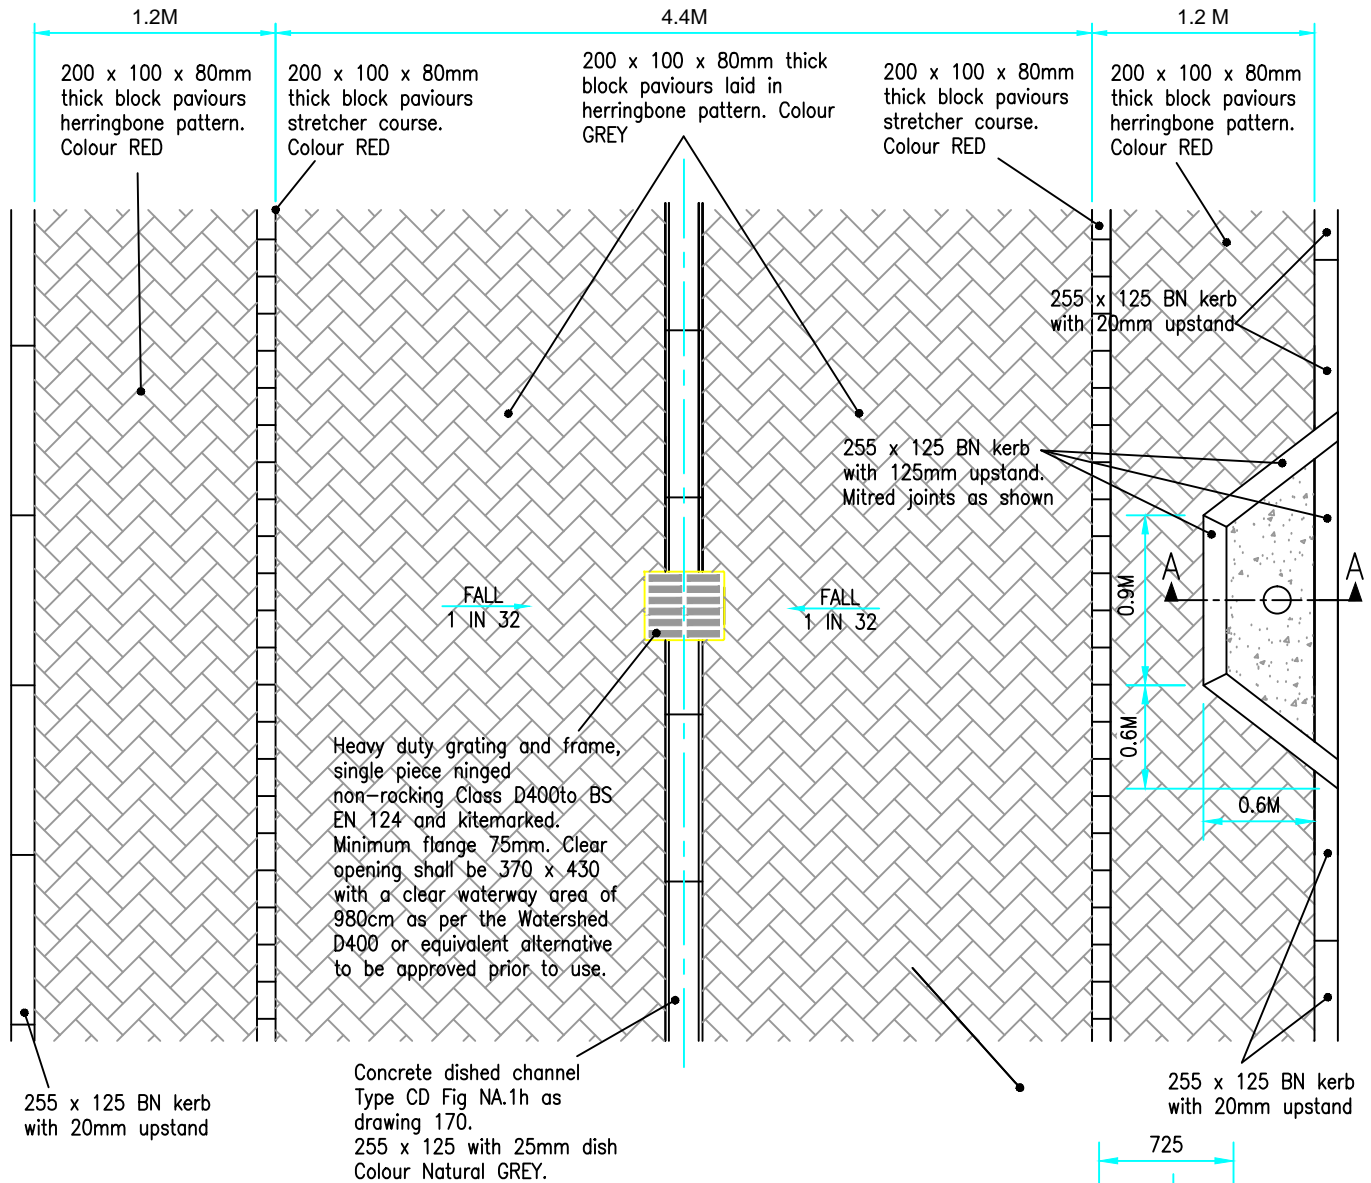 1.2M
4.4M
1.2 M
200 x 100 x 80mm
thick block paviours
herringbone pattern.
Colour RED
200 x 100 x 80mm
thick block paviours
stretcher course.
Colour RED
200 x 100 x 80mm thick
block paviours laid in
herringbone pattern. Colour
GREY
200 x 100 x 80mm
thick block paviours
stretcher course.
Colour RED
200 x 100 x 80mm
thick block paviours
herringbone pattern.
Colour RED
255 x 125 BN kerb
with 20mm upstand
255 x 125 BN kerb
with 125mm upstand.
Mitred joints as shown
FALL
1 IN 32
FALL
1 IN 32
0.9M
A
A
0.6M
0.6M
Heavy duty grating and frame,
single piece ninged
non-rocking Class D400to BS
EN 124 and kitemarked.
Minimum flange 75mm. Clear
opening shall be 370 x 430
with a clear waterway area of
980cm as per the Watershed
D400 or equivalent alternative
to be approved prior to use.
255 x 125 BN kerb
with 20mm upstand
Concrete dished channel
Type CD Fig NA.1h as
drawing 170.
255 x 125 with 25mm dish
Colour Natural GREY.
255 x 125 BN kerb
with 20mm upstand
725